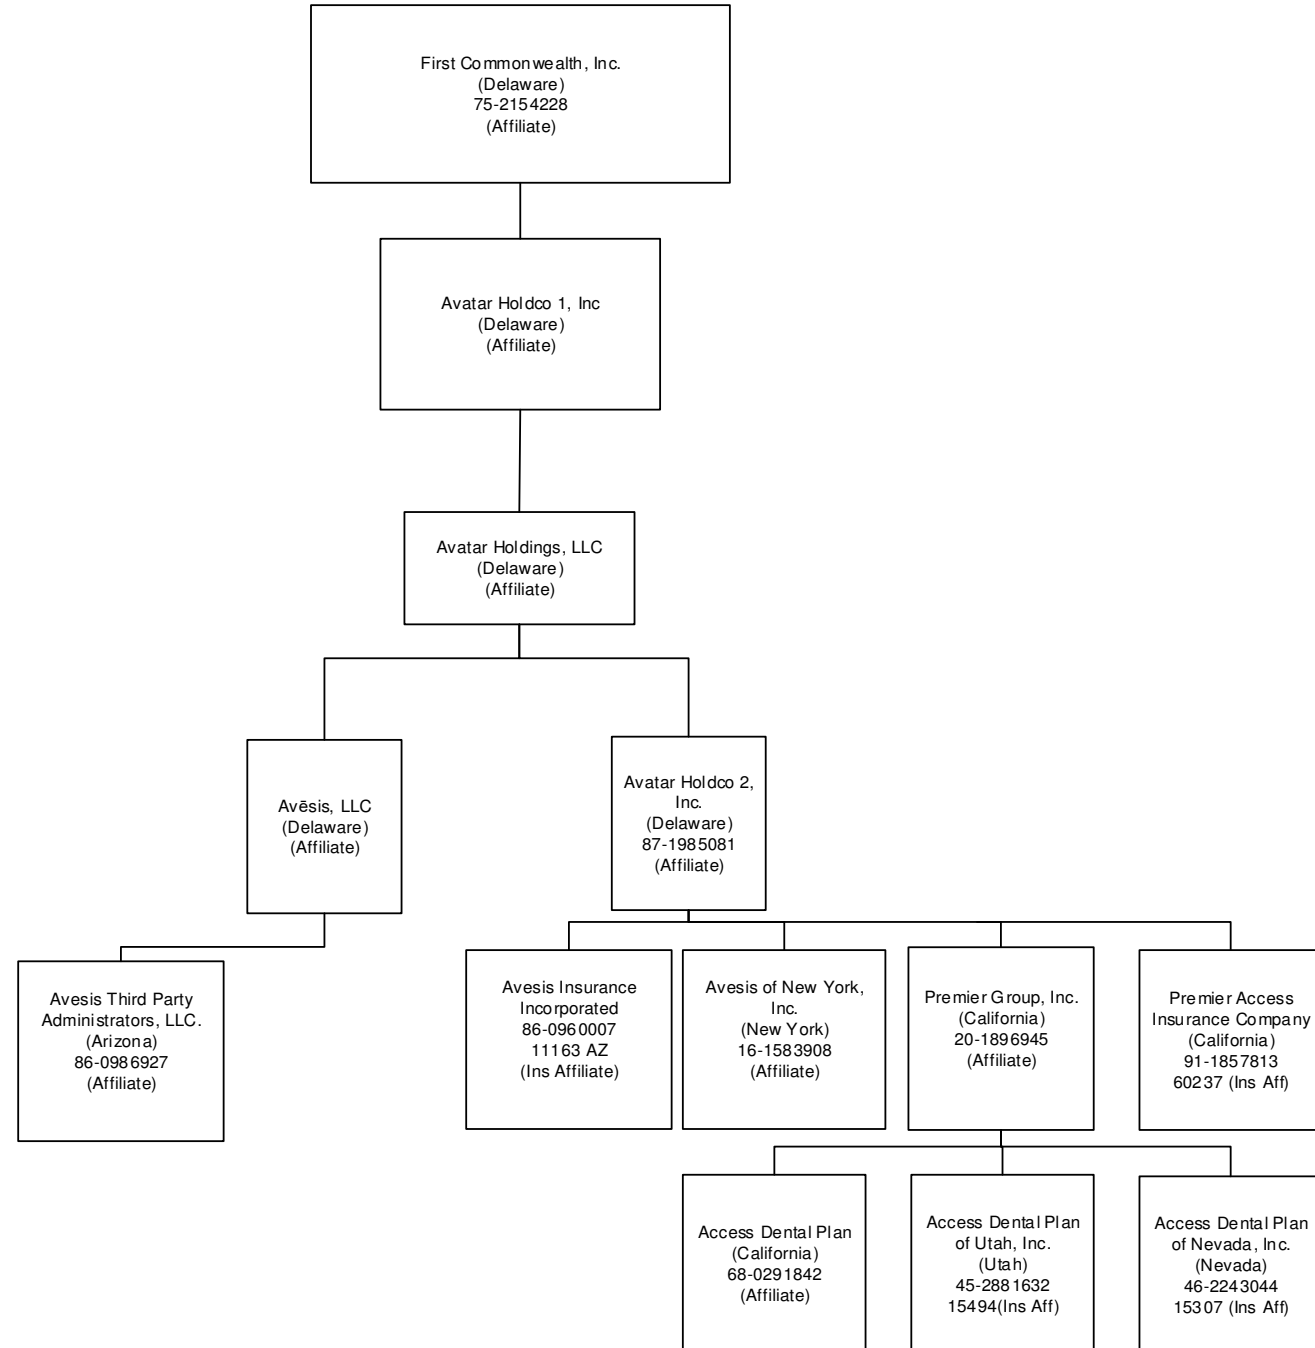 First Commonwealth, Inc.
(Delaware)
75-2154228
(Affiliate)
Avatar Holdco 1, Inc
(Delaware)
(Affiliate)
Avatar Holdings, LLC
(Delaware)
(Affiliate)
Avēsis, LLC
(Delaware)
(Affiliate)
Avatar Holdco 2,
Inc.
(Delaware)
87-1985081
(Affiliate)
Avesis Third Party
Administrators, LLC.
(Arizona)
86-0986927
(Affiliate)
Avesis Insurance
Incorporated
86-0960007
11163 AZ
(Ins Affiliate)
Avesis of New York,
Inc.
(New York)
16-1583908
(Affiliate)
Premier Group, Inc.
(California)
20-1896945
(Affiliate)
Premier Access
Insurance Company
(California)
91-1857813
60237 (Ins Aff)
Access Dental Plan
(California)
68-0291842
(Affiliate)
Access Dental Plan
of Utah, Inc.
(Utah)
45-2881632
15494(Ins Aff)
Access Dental Plan
of Nevada, Inc.
(Nevada)
46-2243044
15307 (Ins Aff)